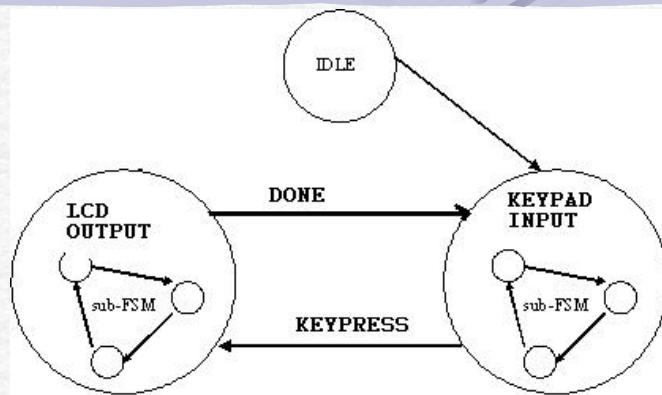 IDLE
DONE
LCD
OUTPUT
KEYPAD
INPUT
sub-FSM
sub-FSM
KEYPRESS